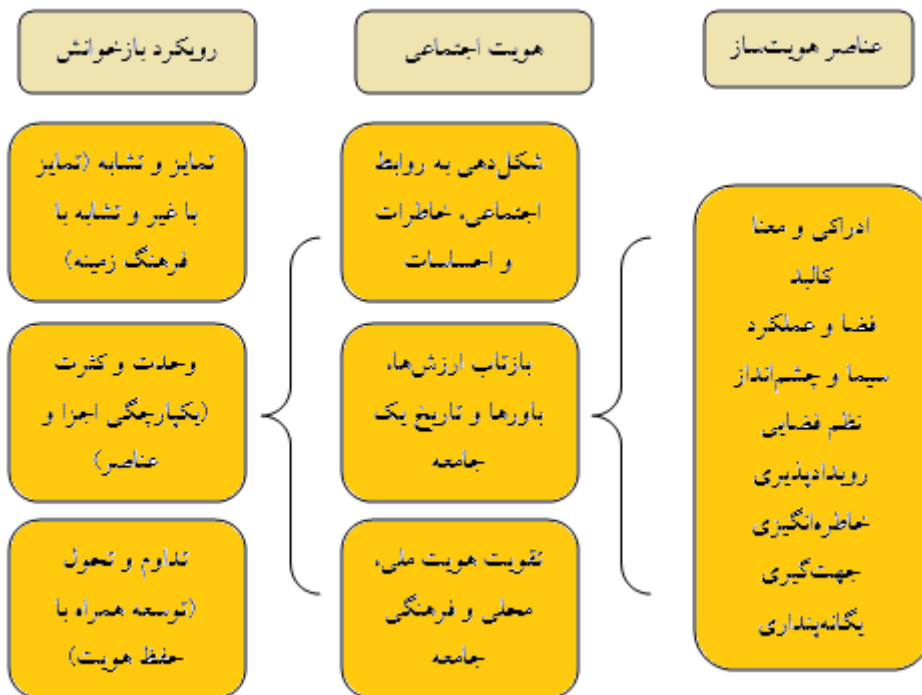 عناصر هویت‌ساز
هویت اجتماعی
رویکرد بازخوانش
ادراکی و معنا
کالبد
فضا و عملکرد
سیما و چشم‌انداز
نظم فضایی
رویدادپذیری
خاطره‌انگیزی
جهت‌گیری
یگانه‌پنداری
شکل‌دهی به روابط
اجتماعی، خاطرات
و احساسات
بازتاب ارزش‌ها،
باورها و تاریخ یک
جامعه
تقویت هویت ملی،
محلی و فرهنگی
جامعه
تمایز و تشابه (تمایز
با غیر و تشابه با
فرهنگ زمینه)
وحدت و کثرت
(یکپارچگی اجزا و
عناصر)
تداوم و تحول
(توسعه همراه با
حفظ هویت)